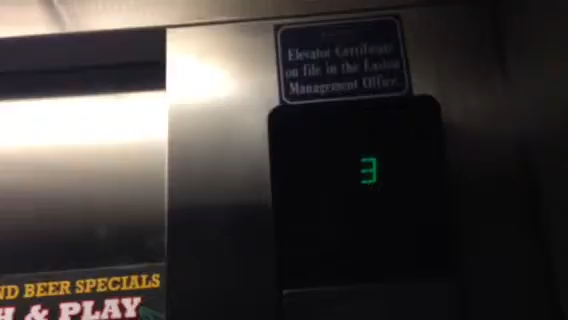 Elevator Certificate
on file in the Easton
Management Office.
3
ND BEER SPECIALS
H & PLAY